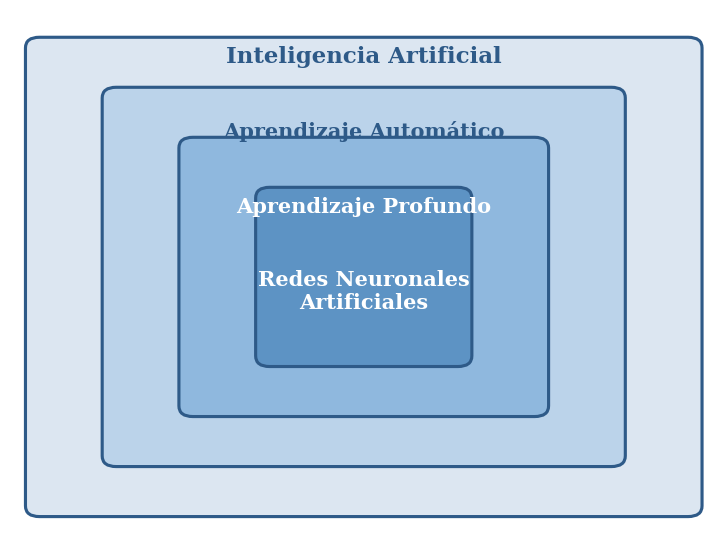 Inteligencia Artificial
Aprendizaje Automático
Aprendizaje Profundo
Redes Neuronales
Artificiales